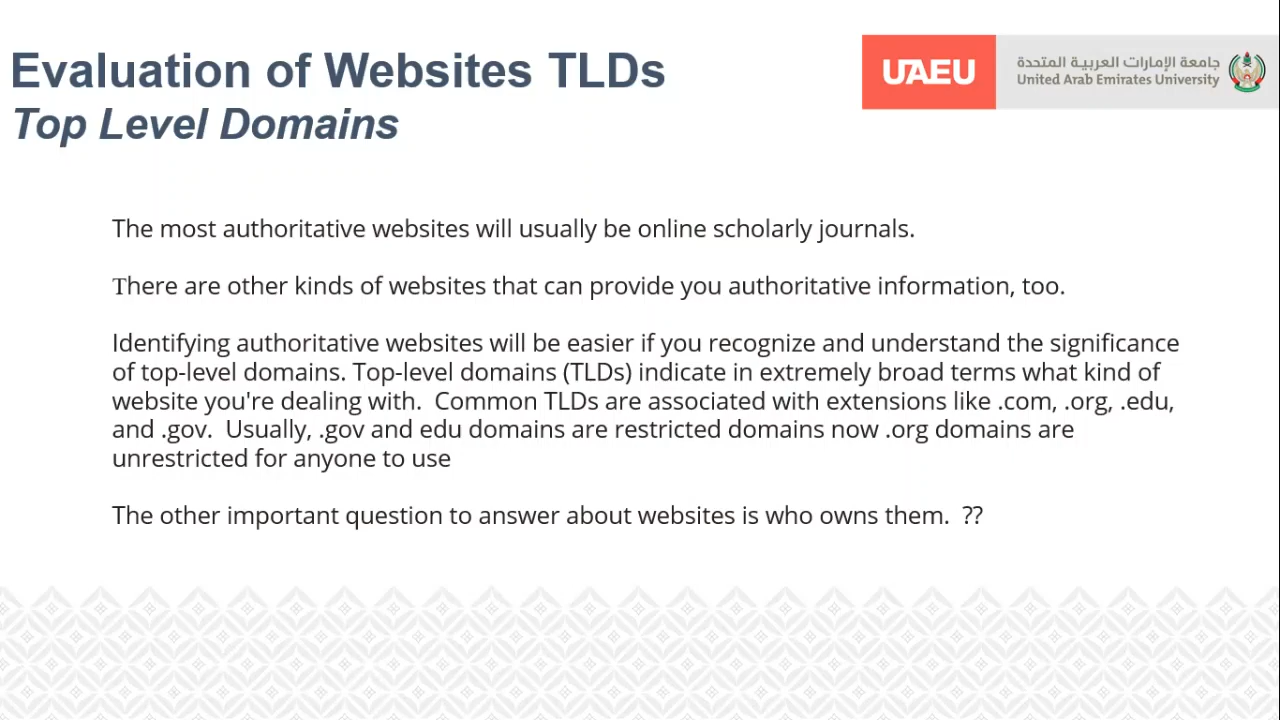 Evaluation of Websites TLDs
Top Level Domains
UAEU
جامعة الإمارات العربية المتحدة
United Arab Emirates University
The most authoritative websites will usually be online scholarly journals.
There are other kinds of websites that can provide you authoritative information, too.
Identifying authoritative websites will be easier if you recognize and understand the significance
of top-level domains. Top-level domains (TLDs) indicate in extremely broad terms what kind of
website you're dealing with.  Common TLDs are associated with extensions like .com, .org, .edu,
and .gov.  Usually, .gov and edu domains are restricted domains now .org domains are
unrestricted for anyone to use
The other important question to answer about websites is who owns them.  ??